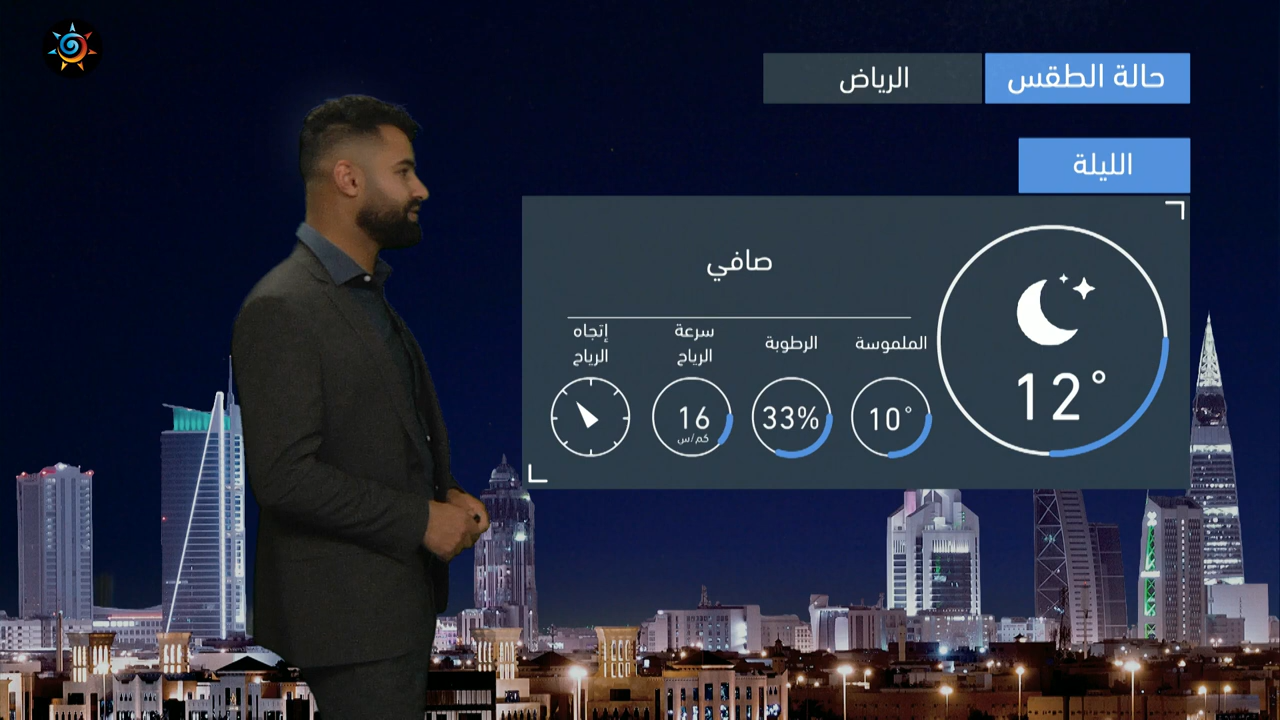 حالة الطقس
الرياض
الليلة
صافي
12°
الملموسة
10°
الرطوبة
33%
سرعة
الرياح
16
كم/س
إتجاه
الرياح